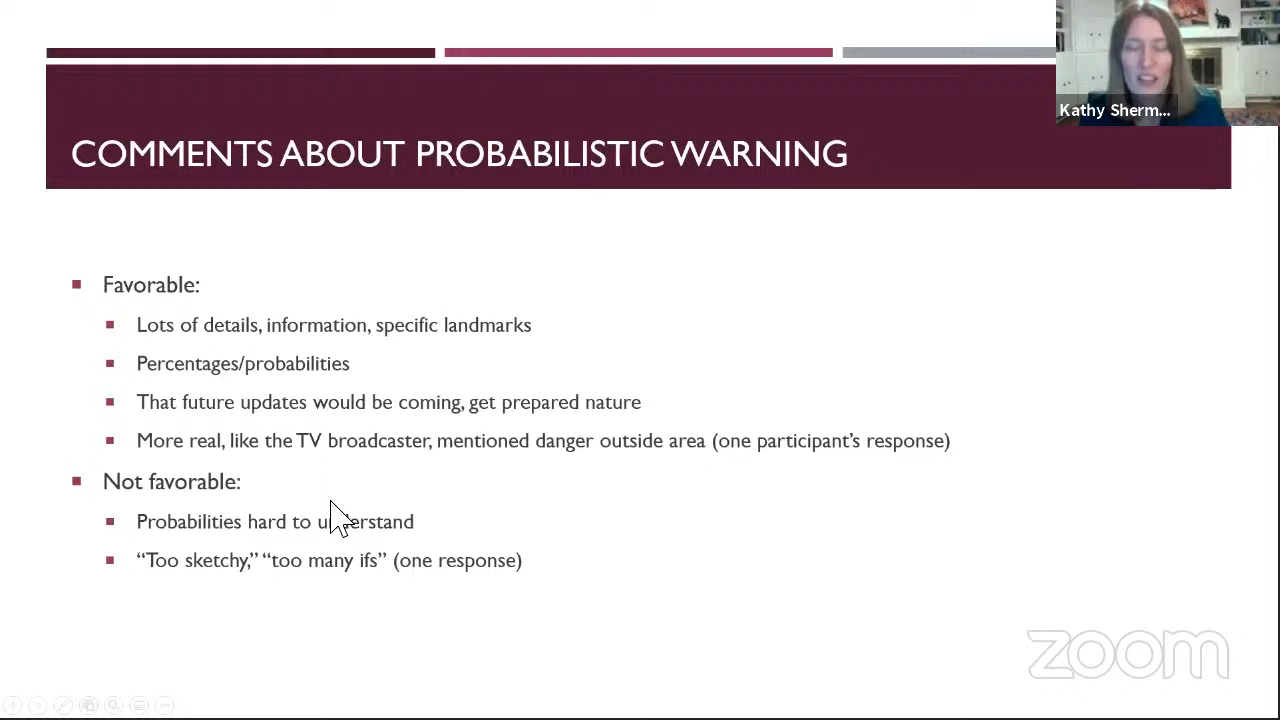 Kathy Sherm...
COMMENTS ABOUT PROBABILISTIC WARNING
Favorable:
Lots of details, information, specific landmarks
Percentages/probabilities
That future updates would be coming, get prepared nature
More real, like the TV broadcaster, mentioned danger outside area (one participant’s response)
Not favorable:
Probabilities hard to understand
“Too sketchy,” “too many ifs” (one response)
zoom